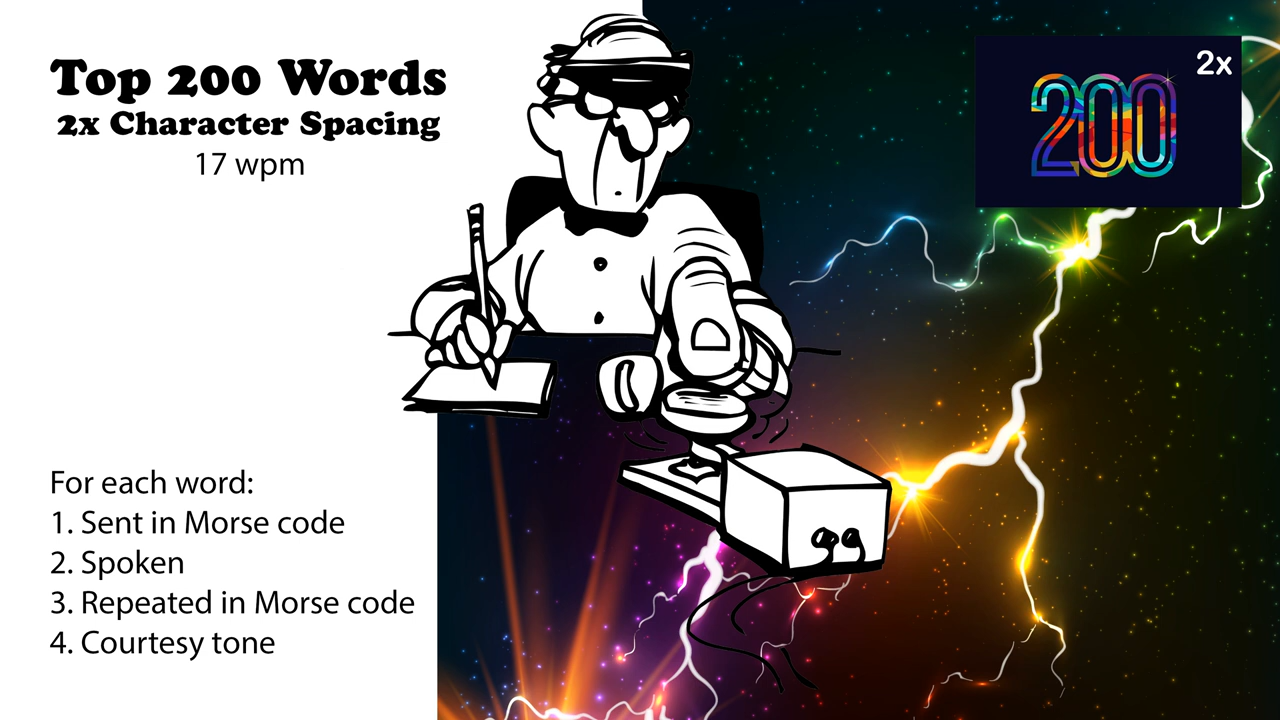 Top 200 Words
2x Character Spacing
17 wpm
2x
200
For each word:
1. Sent in Morse code
2. Spoken
3. Repeated in Morse code
4. Courtesy tone